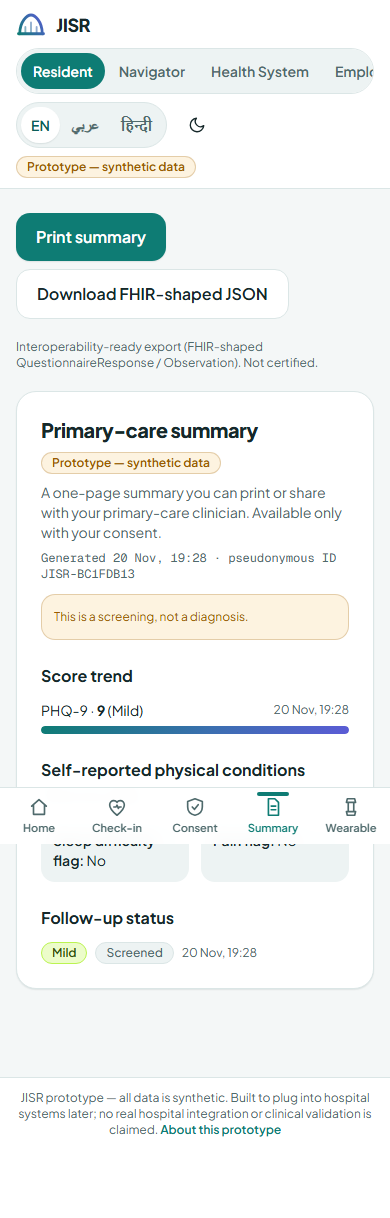 JISR
Resident Navigator Health System Emplo
EN عربي हिन्दी
Prototype — synthetic data
Print summary
Download FHIR-shaped JSON
Interoperability-ready export (FHIR-shaped
QuestionnaireResponse / Observation). Not certified.
Primary-care summary
Prototype — synthetic data
A one-page summary you can print or share
with your primary-care clinician. Available only
with your consent.
Generated 20 Nov, 19:28 · pseudonymous ID
JISR-BC1FDB13
This is a screening, not a diagnosis.
Score trend
PHQ-9 · 9 (Mild) 20 Nov, 19:28
Self-reported physical conditions
Home Check-in Consent Summary Wearable
flag: No
Follow-up status
Mild Screened 20 Nov, 19:28
JISR prototype — all data is synthetic. Built to plug into hospital
systems later; no real hospital integration or clinical validation is
claimed. About this prototype